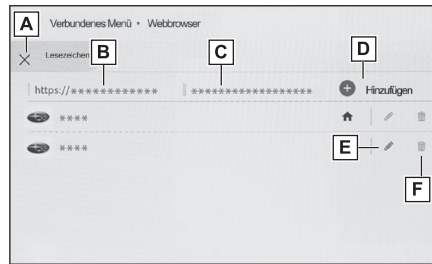 A
Verbundenes Menü • Webbrowser
Lesezeichen
B
C
D
https://************
*****************
Hinzufügen
****
****
E
F